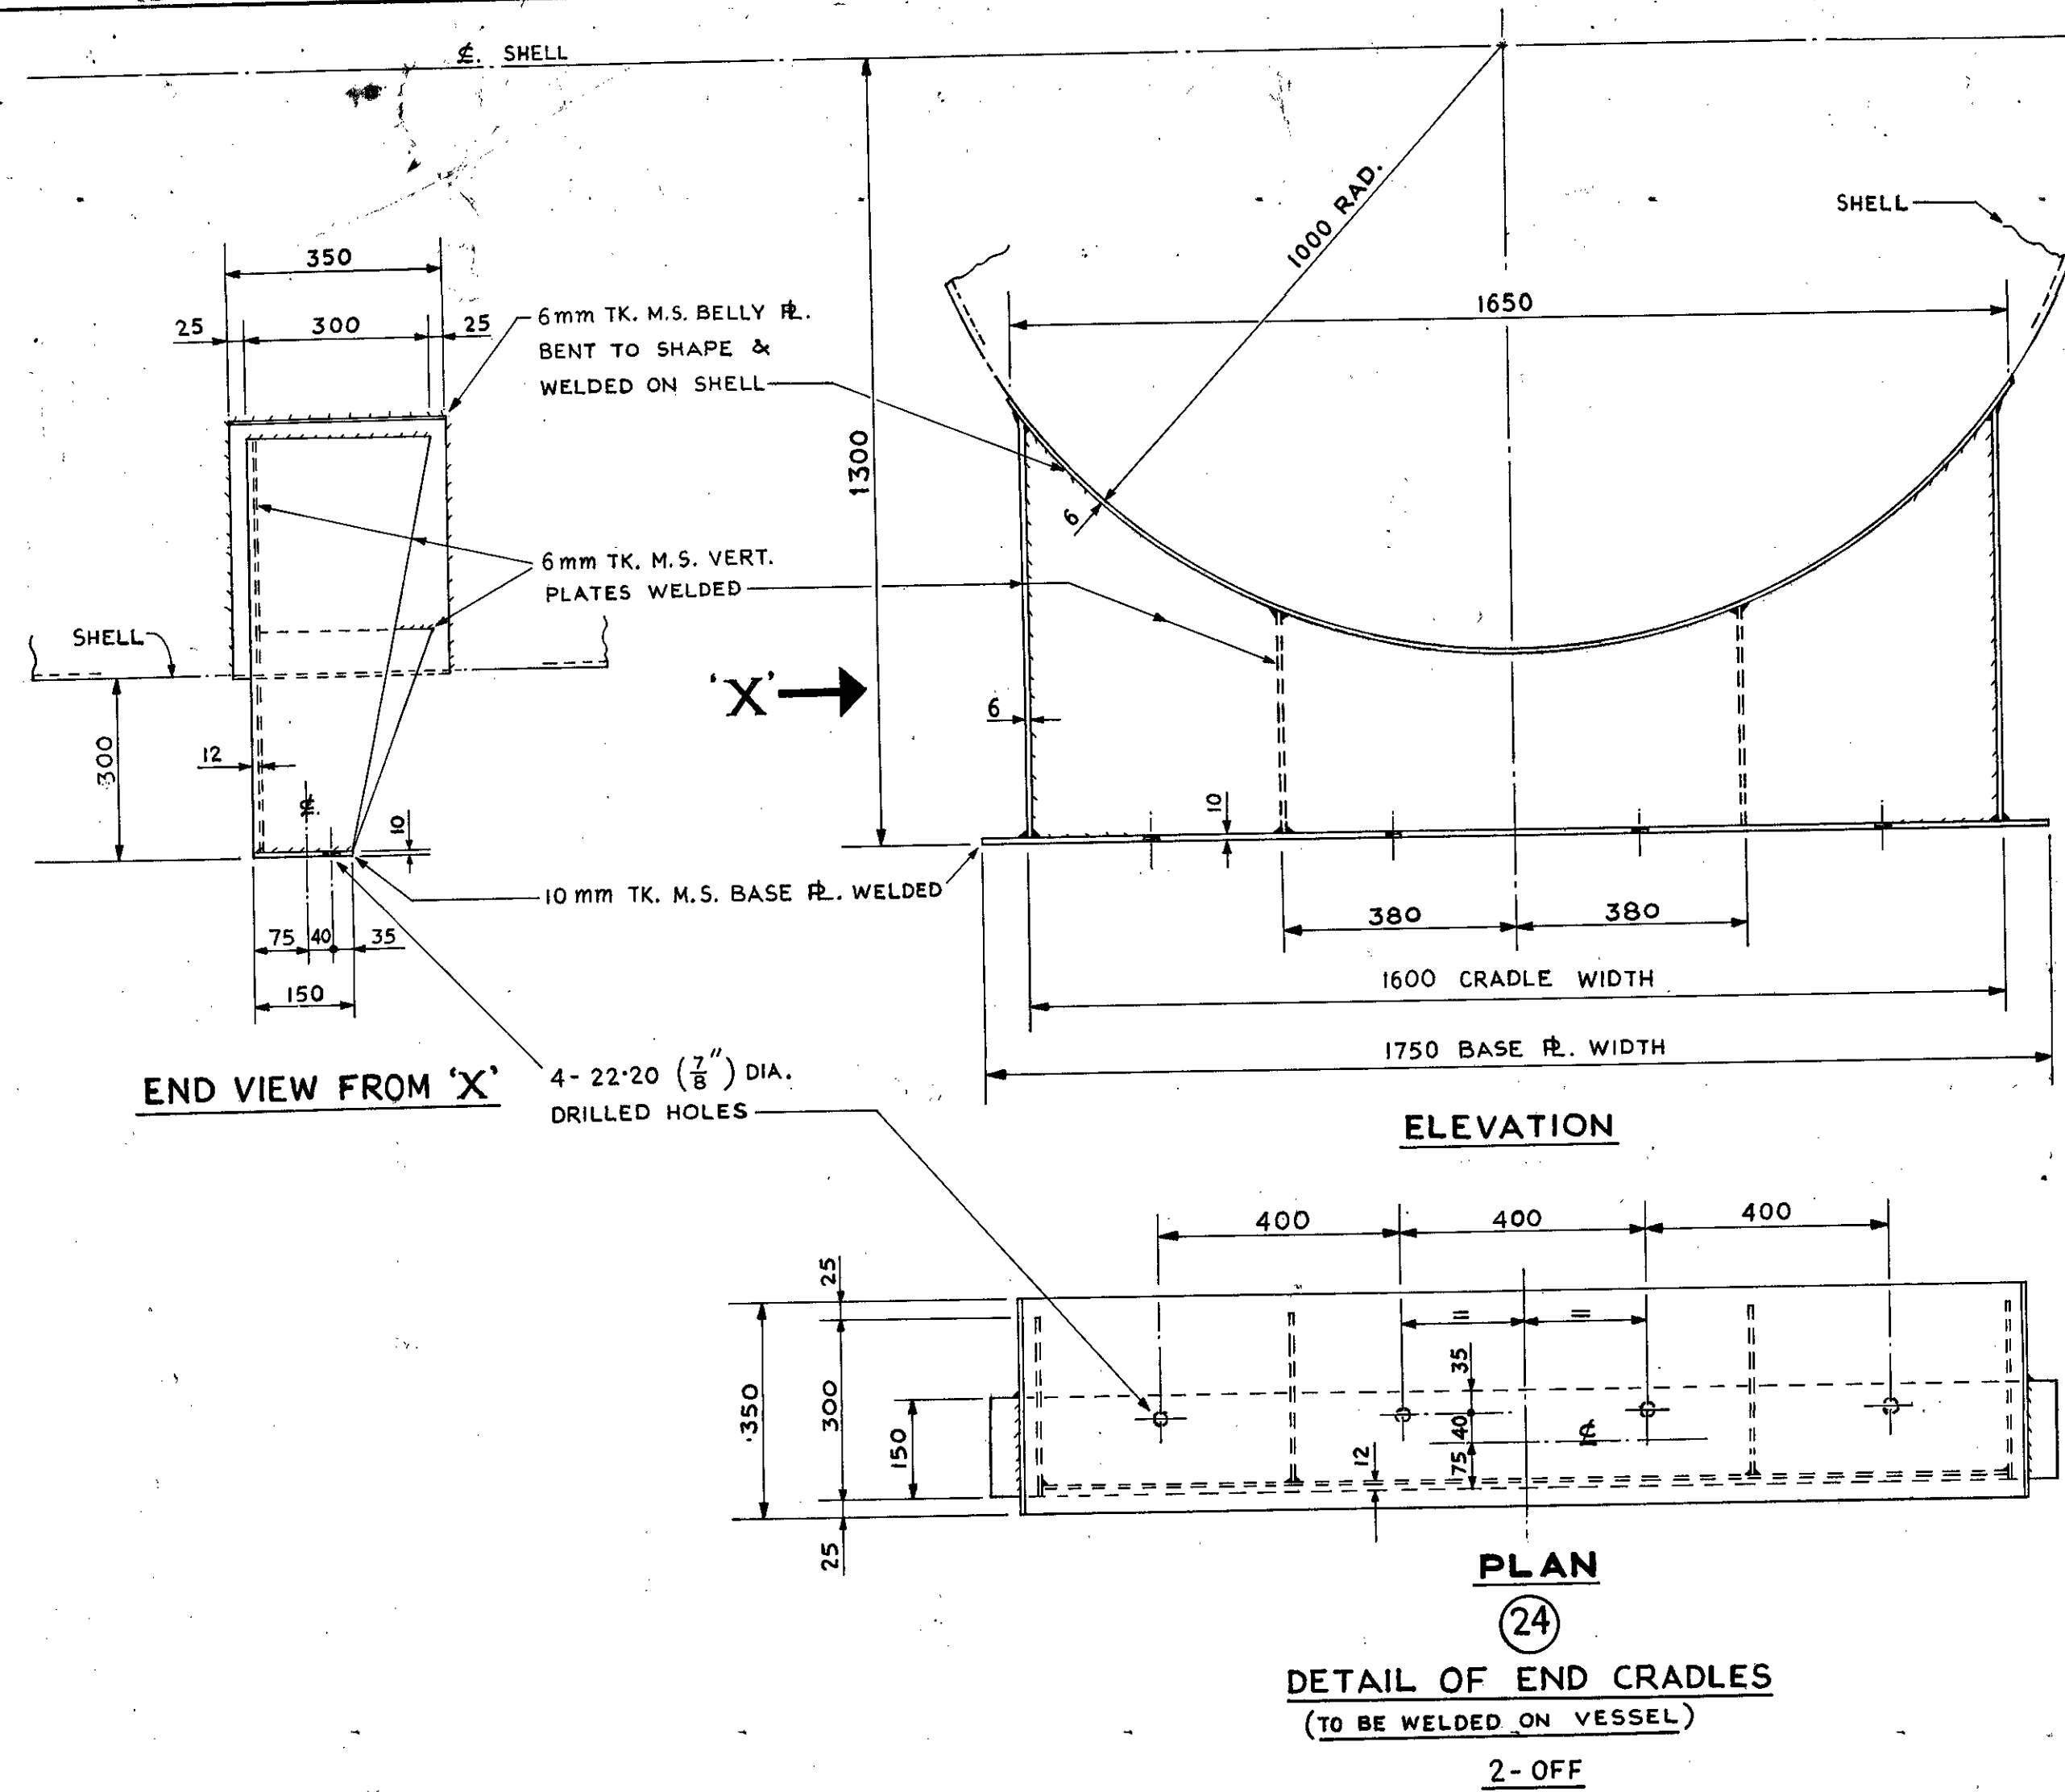 ℄. SHELL
1000 RAD.
SHELL
350
25
300
25
6mm TK. M.S. BELLY ⅊.
BENT TO SHAPE &
WELDED ON SHELL
1650
1300
6
6mm TK. M.S. VERT.
PLATES WELDED
SHELL
'X'
300
12
6
10
10
10 mm TK. M.S. BASE ⅊. WELDED
75
40
35
150
380
380
1600 CRADLE WIDTH
1750 BASE ⅊. WIDTH
END VIEW FROM 'X'
4- 22·20 (7/8") DIA.
DRILLED HOLES
ELEVATION
400
400
400
25
350
300
150
25
=
=
35
40
75
12
℄
PLAN
24
DETAIL OF END CRADLES
(TO BE WELDED ON VESSEL)
2- OFF